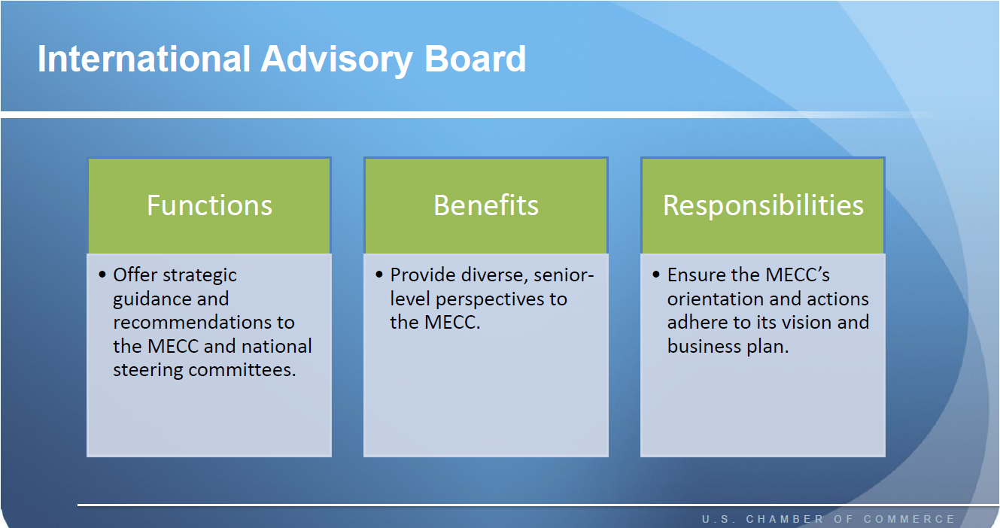 International Advisory Board
Functions
• Offer strategic
guidance and
recommendations to
the MECC and national
steering committees.
Benefits
• Provide diverse, senior-
level perspectives to
the MECC.
Responsibilities
• Ensure the MECC’s
orientation and actions
adhere to its vision and
business plan.
U.S. CHAMBER OF COMMERCE